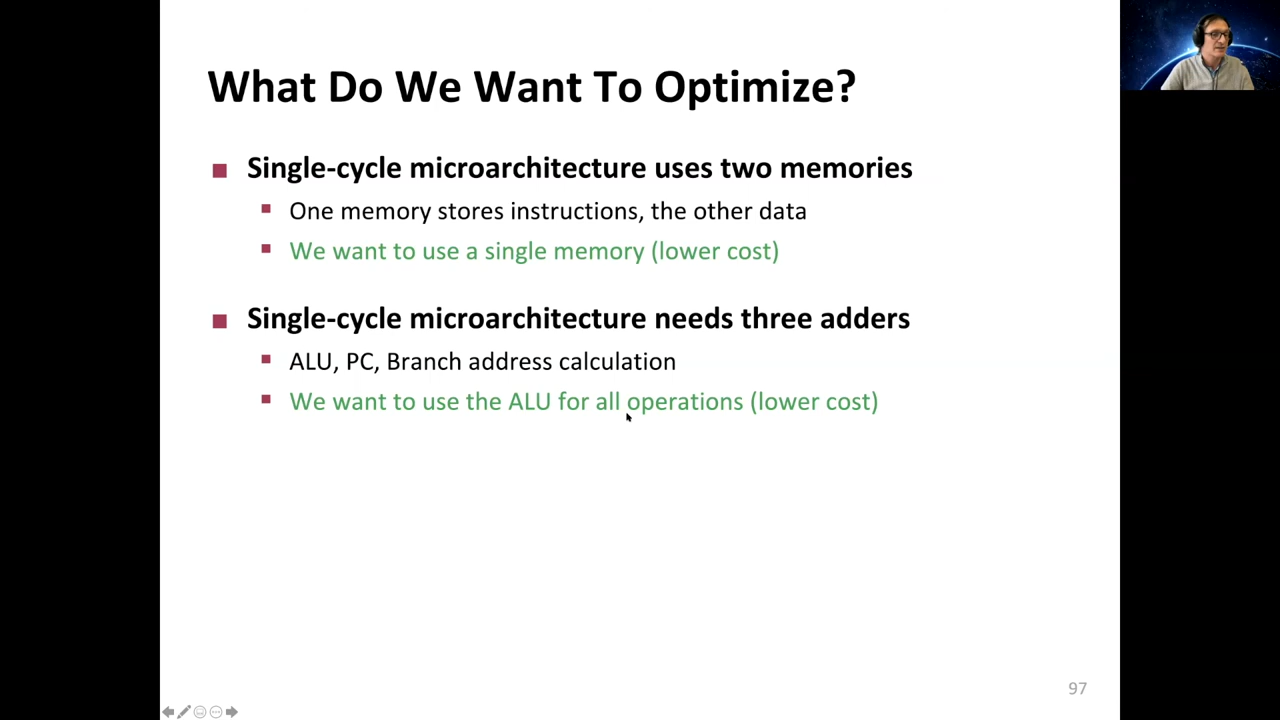 What Do We Want To Optimize?
Single-cycle microarchitecture uses two memories
One memory stores instructions, the other data
We want to use a single memory (lower cost)
Single-cycle microarchitecture needs three adders
ALU, PC, Branch address calculation
We want to use the ALU for all operations (lower cost)
97